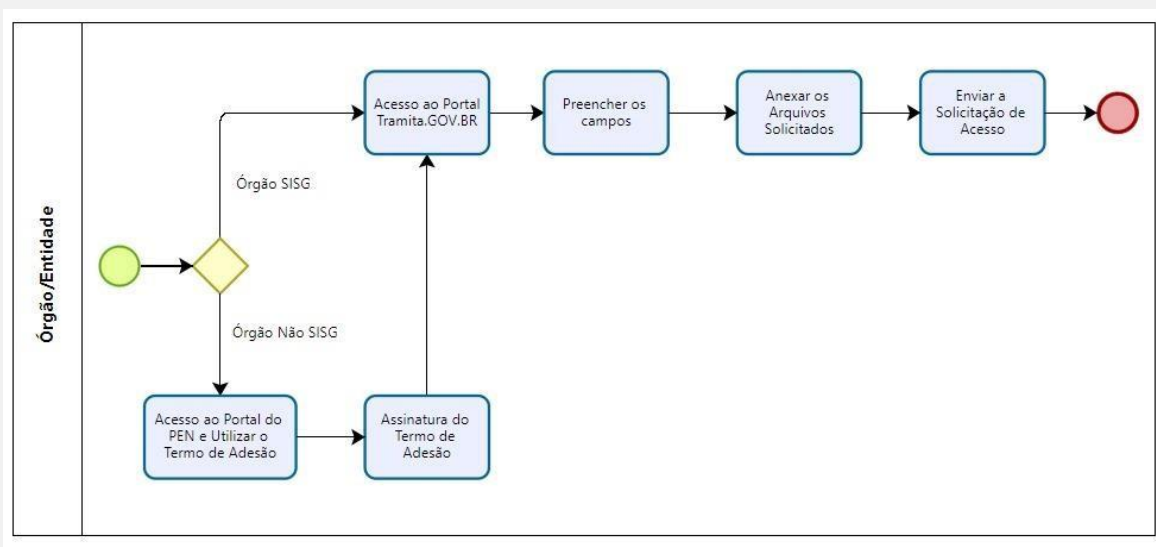 Órgão/Entidade
Acesso ao Portal
Tramita.GOV.BR
Preencher os
campos
Anexar os
Arquivos
Solicitados
Enviar a
Solicitação de
Acesso
Órgão SISG
Órgão Não SISG
Acesso ao Portal do
PEN e Utilizar o
Termo de Adesão
Assinatura do
Termo de
Adesão